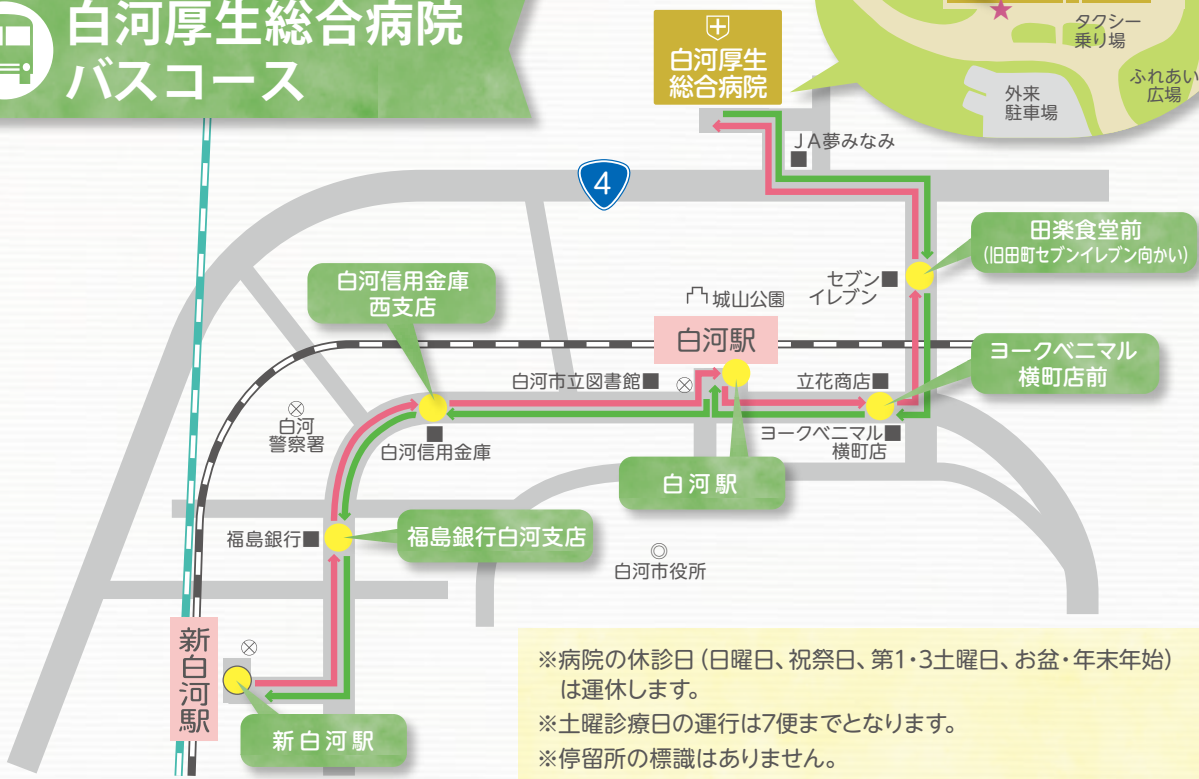 白河厚生総合病院
バスコース
白河厚生
総合病院
タクシー
乗り場
ふれあい
広場
外来
駐車場
JA夢みなみ
4
田楽食堂前
(旧田町セブンイレブン向かい)
白河信用金庫
西支店
セブン
イレブン
城山公園
白河駅
ヨークベニマル
横町店前
白河市立図書館
立花商店
白河
警察署
白河信用金庫
ヨークベニマル
横町店
白河駅
福島銀行
福島銀行白河支店
白河市役所
新白河駅
新白河駅
※病院の休診日(日曜日、祝祭日、第1・3土曜日、お盆・年末年始)
は運休します。
※土曜診療日の運行は7便までとなります。
※停留所の標識はありません。